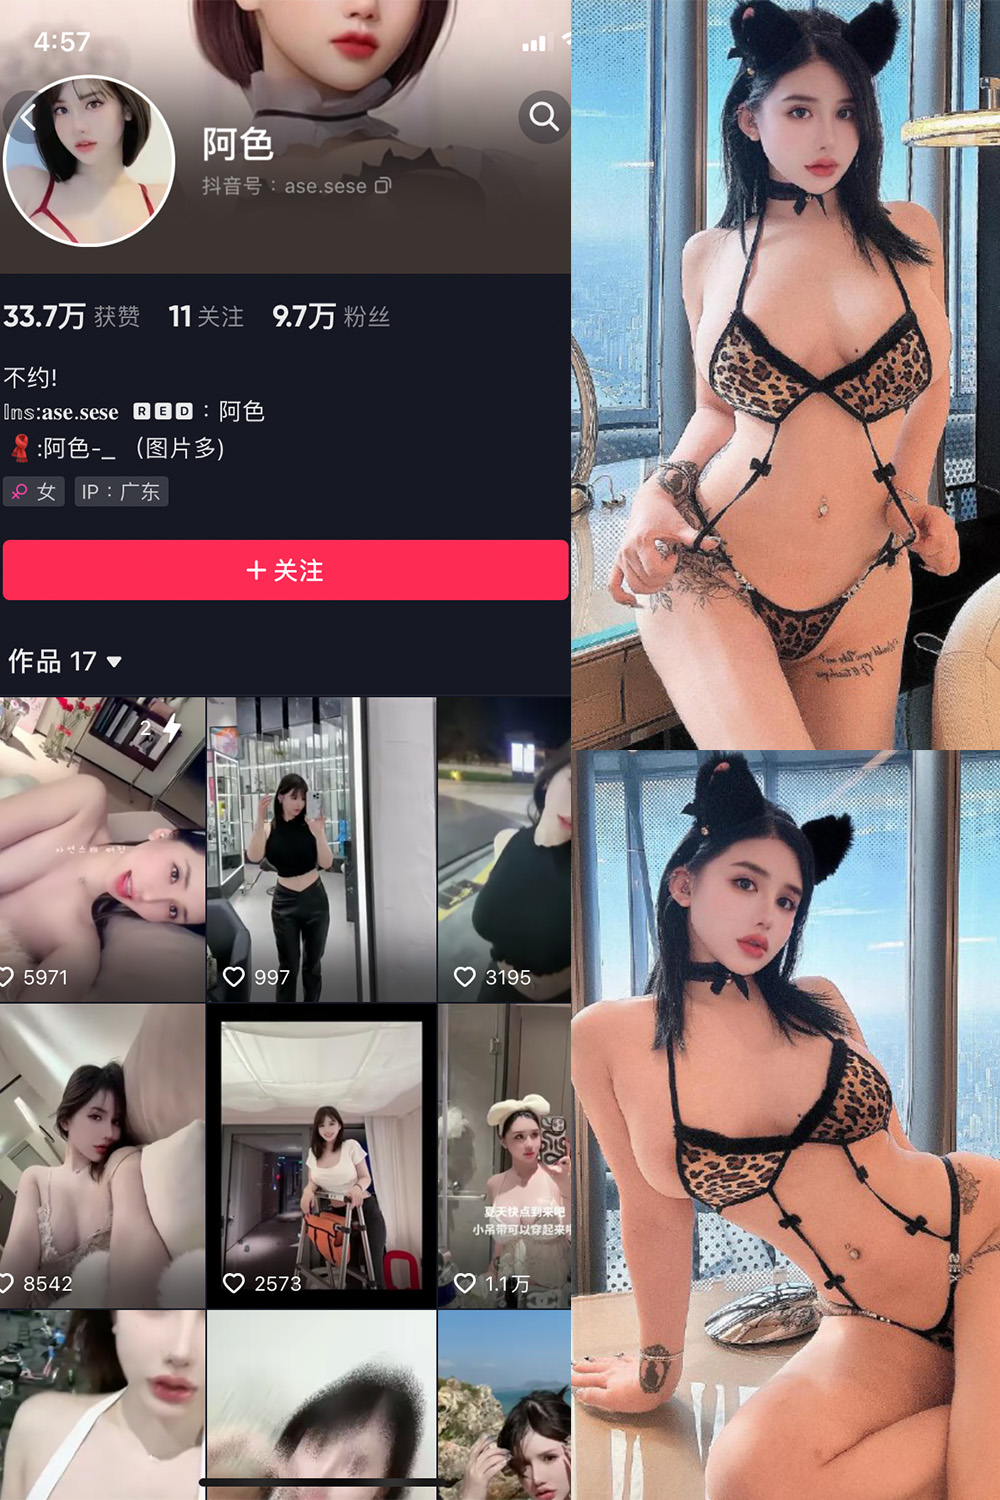 4:57
阿色
抖音号：ase.sese
33.7万 获赞 11 关注 9.7万 粉丝
不约!
Ins:ase.sese RED：阿色
:阿色-_ （图片多)
女 IP：广东
+ 关注
作品 17
2
5971
997
3195
8542
2573
夏天快点到来吧
小吊带可以穿起来
1.1万